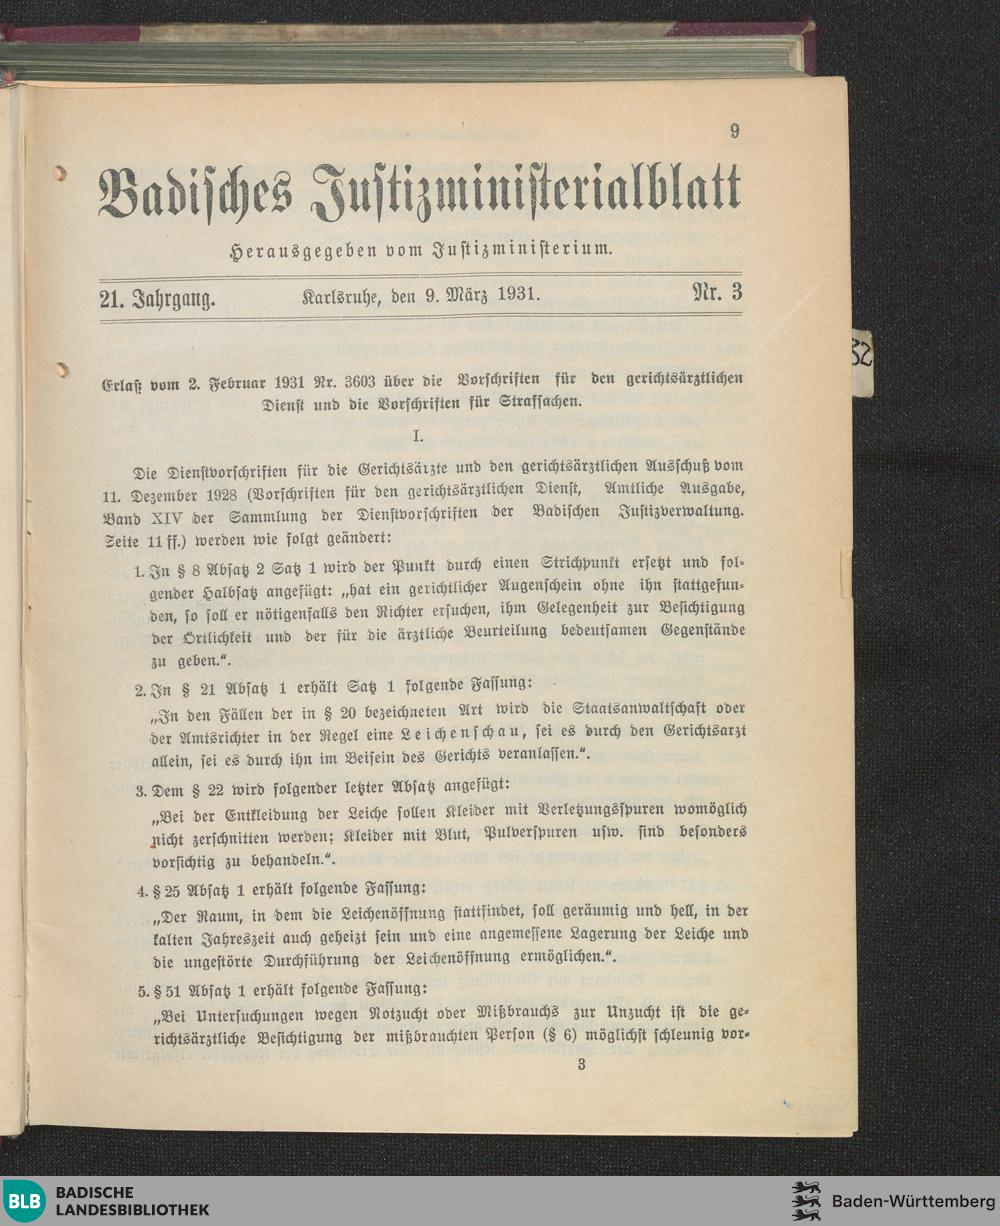 9
Badisches Justizministerialblatt
Herausgegeben vom Justizministerium.
21. Jahrgang.
Karlsruhe, den 9. März 1931.
Nr. 3
32
Erlaß vom 2. Februar 1931 Nr. 3603 über die Vorschriften für den gerichtsärztlichen
Dienst und die Vorschriften für Strafsachen.
I.
Die Dienstvorschriften für die Gerichtsärzte und den gerichtsärztlichen Ausschuß vom
11. Dezember 1928 (Vorschriften für den gerichtsärztlichen Dienst, Amtliche Ausgabe,
Band XIV der Sammlung der Dienstvorschriften der Badischen Justizverwaltung.
Seite 11 ff.) werden wie folgt geändert:
1. In § 8 Absatz 2 Satz 1 wird der Punkt durch einen Strichpunkt ersetzt und fol-
gender Halbsatz angefügt: „hat ein gerichtlicher Augenschein ohne ihn stattgefun-
den, so soll er nötigenfalls den Richter ersuchen, ihm Gelegenheit zur Besichtigung
der Örtlichkeit und der für die ärztliche Beurteilung bedeutsamen Gegenstände
zu geben.“.
2. In § 21 Absatz 1 erhält Satz 1 folgende Fassung:
„In den Fällen der in § 20 bezeichneten Art wird die Staatsanwaltschaft oder
der Amtsrichter in der Regel eine Leichenschau, sei es durch den Gerichtsarzt
allein, sei es durch ihn im Beisein des Gerichts veranlassen.“.
3. Dem § 22 wird folgender letzter Absatz angefügt:
„Bei der Entkleidung der Leiche sollen Kleider mit Verletzungsspuren womöglich
nicht zerschnitten werden; Kleider mit Blut, Pulverspuren usw. sind besonders
vorsichtig zu behandeln.“.
4. § 25 Absatz 1 erhält folgende Fassung:
„Der Raum, in dem die Leichenöffnung stattfindet, soll geräumig und hell, in der
kalten Jahreszeit auch geheizt sein und eine angemessene Lagerung der Leiche und
die ungestörte Durchführung der Leichenöffnung ermöglichen.“.
5. § 51 Absatz 1 erhält folgende Fassung:
„Bei Untersuchungen wegen Notzucht oder Mißbrauchs zur Unzucht ist die ge-
richtsärztliche Besichtigung der mißbrauchten Person (§ 6) möglichst schleunig vor-
3
BLB BADISCHE
LANDESBIBLIOTHEK
Baden-Württemberg